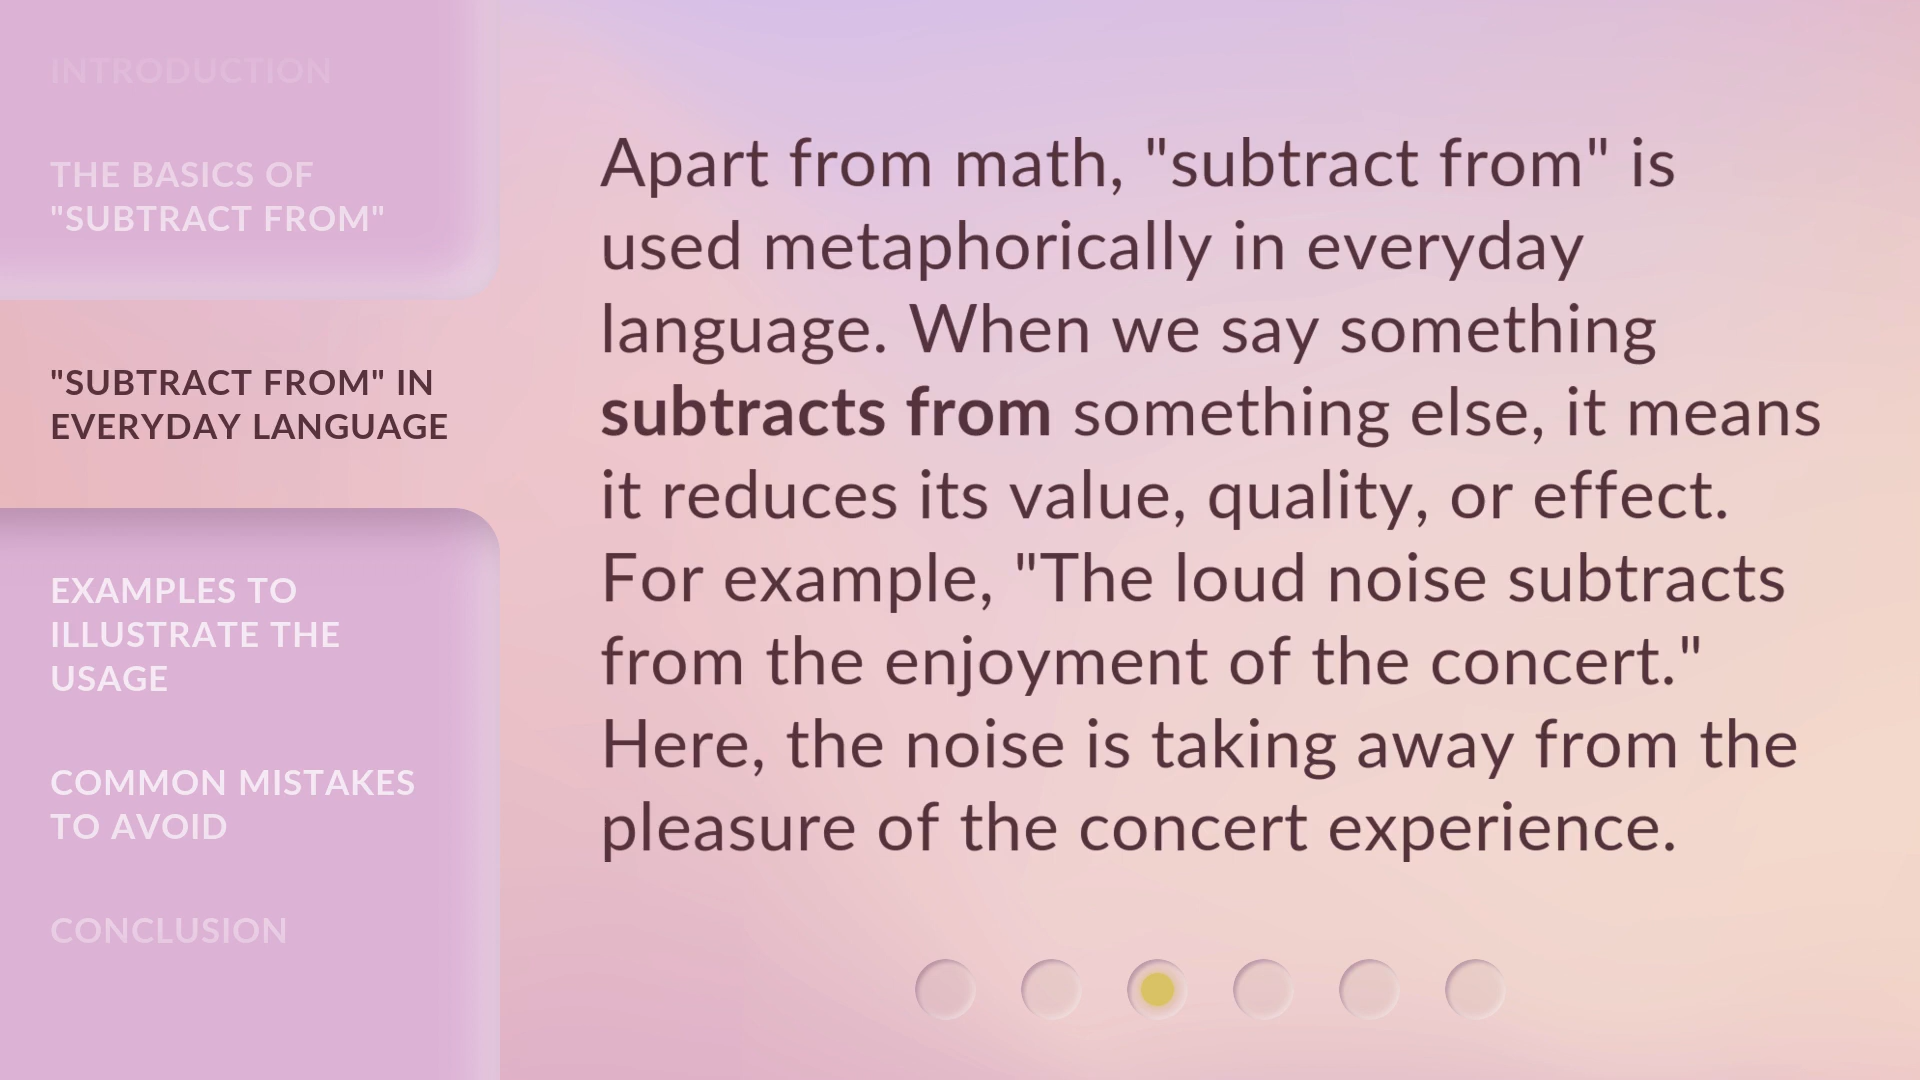 INTRODUCTION
THE BASICS OF
"SUBTRACT FROM"
"SUBTRACT FROM" IN
EVERYDAY LANGUAGE
EXAMPLES TO
ILLUSTRATE THE
USAGE
COMMON MISTAKES
TO AVOID
CONCLUSION
Apart from math, "subtract from" is
used metaphorically in everyday
language. When we say something
subtracts from something else, it means
it reduces its value, quality, or effect.
For example, "The loud noise subtracts
from the enjoyment of the concert."
Here, the noise is taking away from the
pleasure of the concert experience.